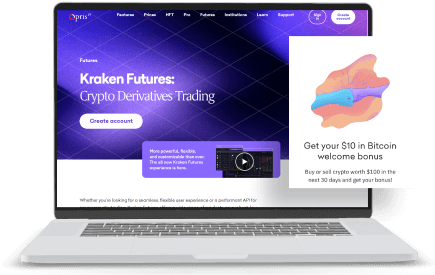 Opris
Features Prices NFT Pro Futures Institutions Learn Support Sign in Create account
Futures
Kraken Futures:
Crypto Derivatives Trading
Create account
More powerful, flexible,
and customizable than ever.
The all new Kraken Futures
experience is here.
Get your $10 in Bitcoin
welcome bonus
Buy or sell crypto worth $100 in the
next 30 days and get your bonus!
Whether you're looking for a seamless, flexible user experience or a performant API for